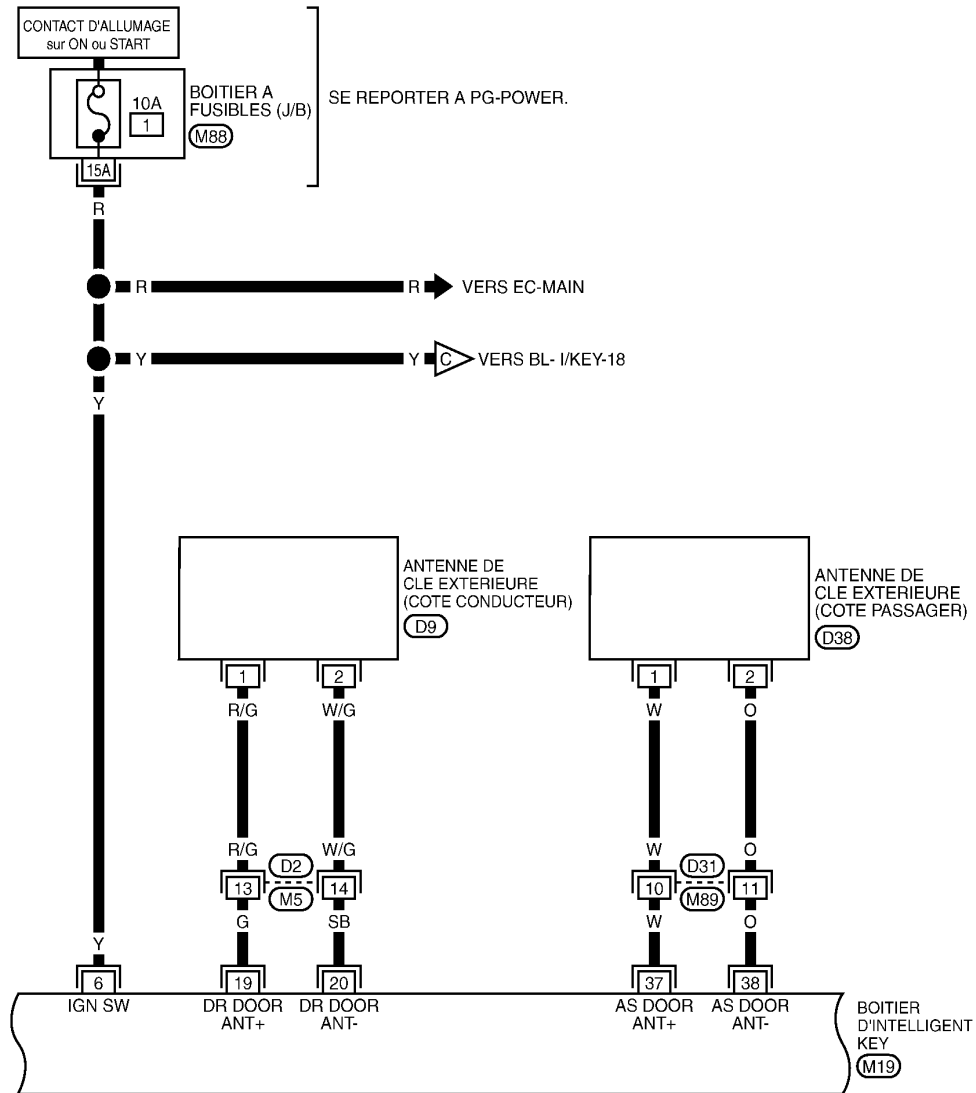 CONTACT D'ALLUMAGE
sur ON ou START
BOITIER A
FUSIBLES (J/B)
M88
10A
1
SE REPORTER A PG-POWER.
15A
R
R
R
VERS EC-MAIN
Y
Y
C
VERS BL- I/KEY-18
Y
ANTENNE DE
CLE EXTERIEURE
(COTE CONDUCTEUR)
D9
ANTENNE DE
CLE EXTERIEURE
(COTE PASSAGER)
D38
1
2
1
2
R/G
W/G
W
O
R/G
W/G
W
O
D2
D31
13
14
10
11
M5
M89
G
SB
W
O
Y
6
19
20
37
38
IGN SW
DR DOOR
ANT+
DR DOOR
ANT-
AS DOOR
ANT+
AS DOOR
ANT-
BOITIER
D'INTELLIGENT
KEY
M19